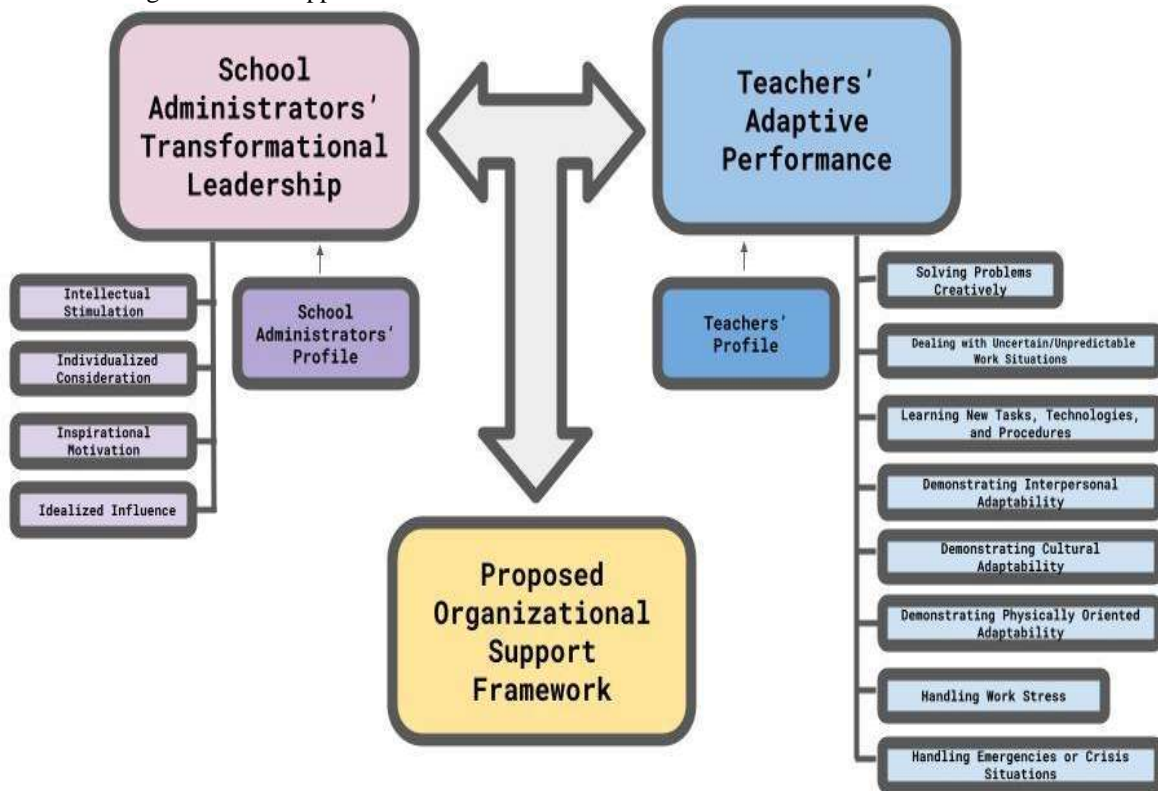 School
Administrators’
Transformational
Leadership
Teachers’
Adaptive
Performance
Intellectual
Stimulation
Individualized
Consideration
Inspirational
Motivation
Idealized Influence
School
Administrators’
Profile
Teachers’
Profile
Solving Problems
Creatively
Dealing with Uncertain/Unpredictable
Work Situations
Learning New Tasks, Technologies,
and Procedures
Demonstrating Interpersonal
Adaptability
Demonstrating Cultural
Adaptability
Demonstrating Physically Oriented
Adaptability
Handling Work Stress
Handling Emergencies or Crisis
Situations
Proposed
Organizational
Support
Framework